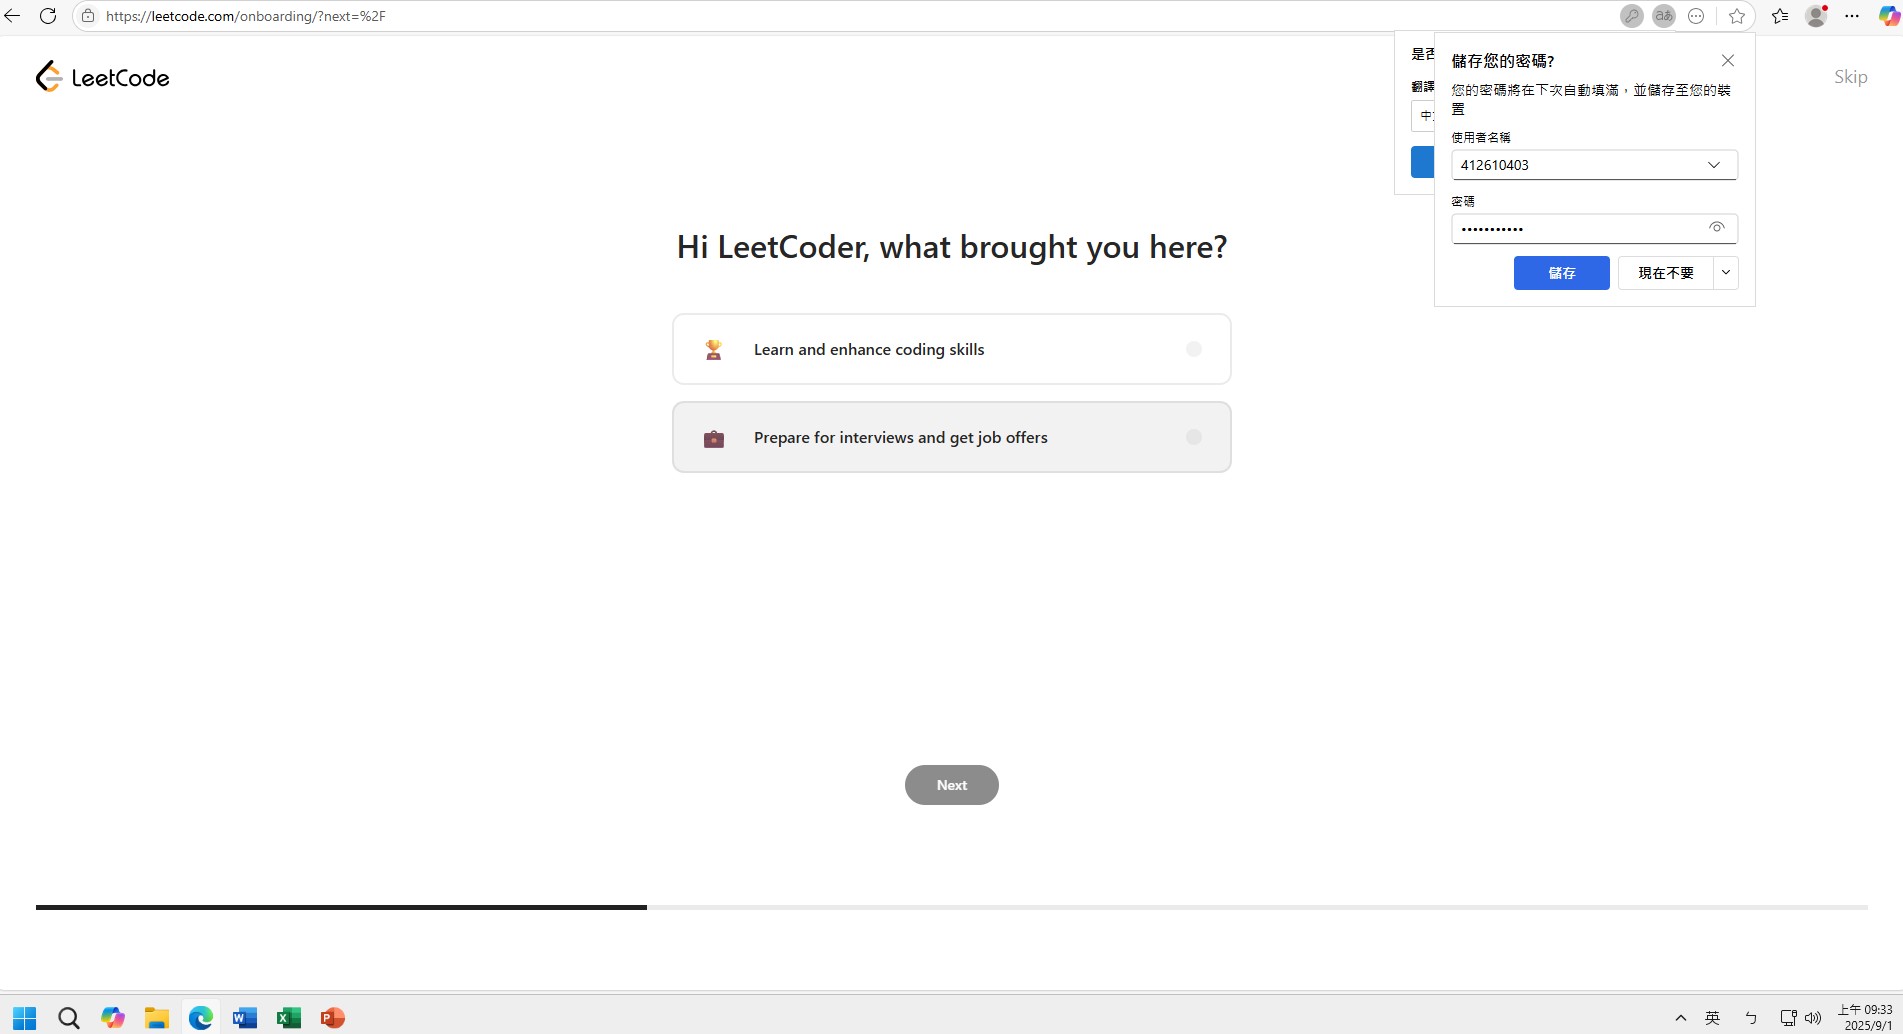 https://leetcode.com/onboarding/?next=%2F
aあ
LeetCode
Skip
是否
翻譯
儲存您的密碼?
您的密碼將在下次自動填滿，並儲存至您的裝
置
使用者名稱
412610403
密碼
儲存
現在不要
Hi LeetCoder, what brought you here?
Learn and enhance coding skills
Prepare for interviews and get job offers
Next
英
ㄅ
上午 09:33
2025/9/1